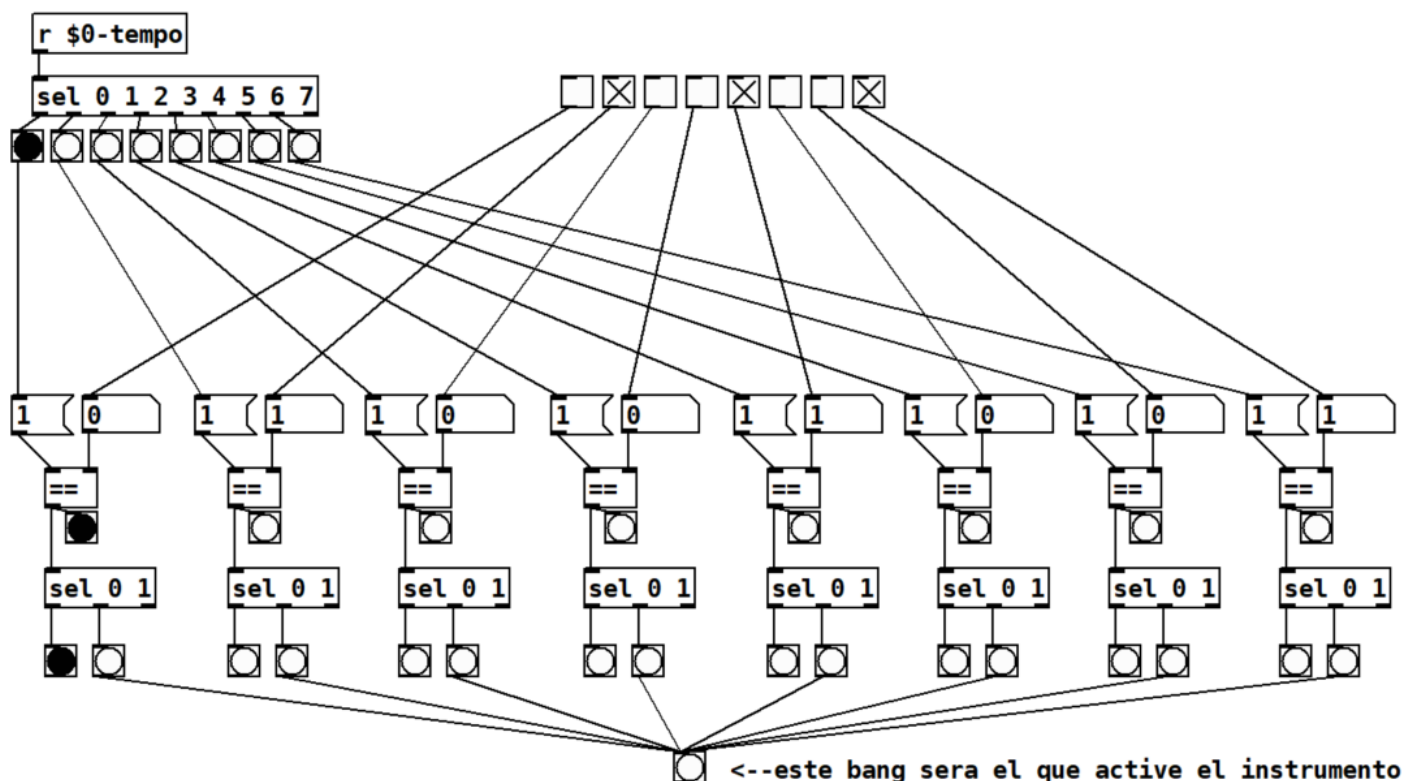 r $0-tempo
sel 0 1 2 3 4 5 6 7
1 0 1 1 1 0 1 0 1 1 1 0 1 0 1 1
== == == == == == == ==
sel 0 1 sel 0 1 sel 0 1 sel 0 1 sel 0 1 sel 0 1 sel 0 1 sel 0 1
<--este bang sera el que active el instrumento